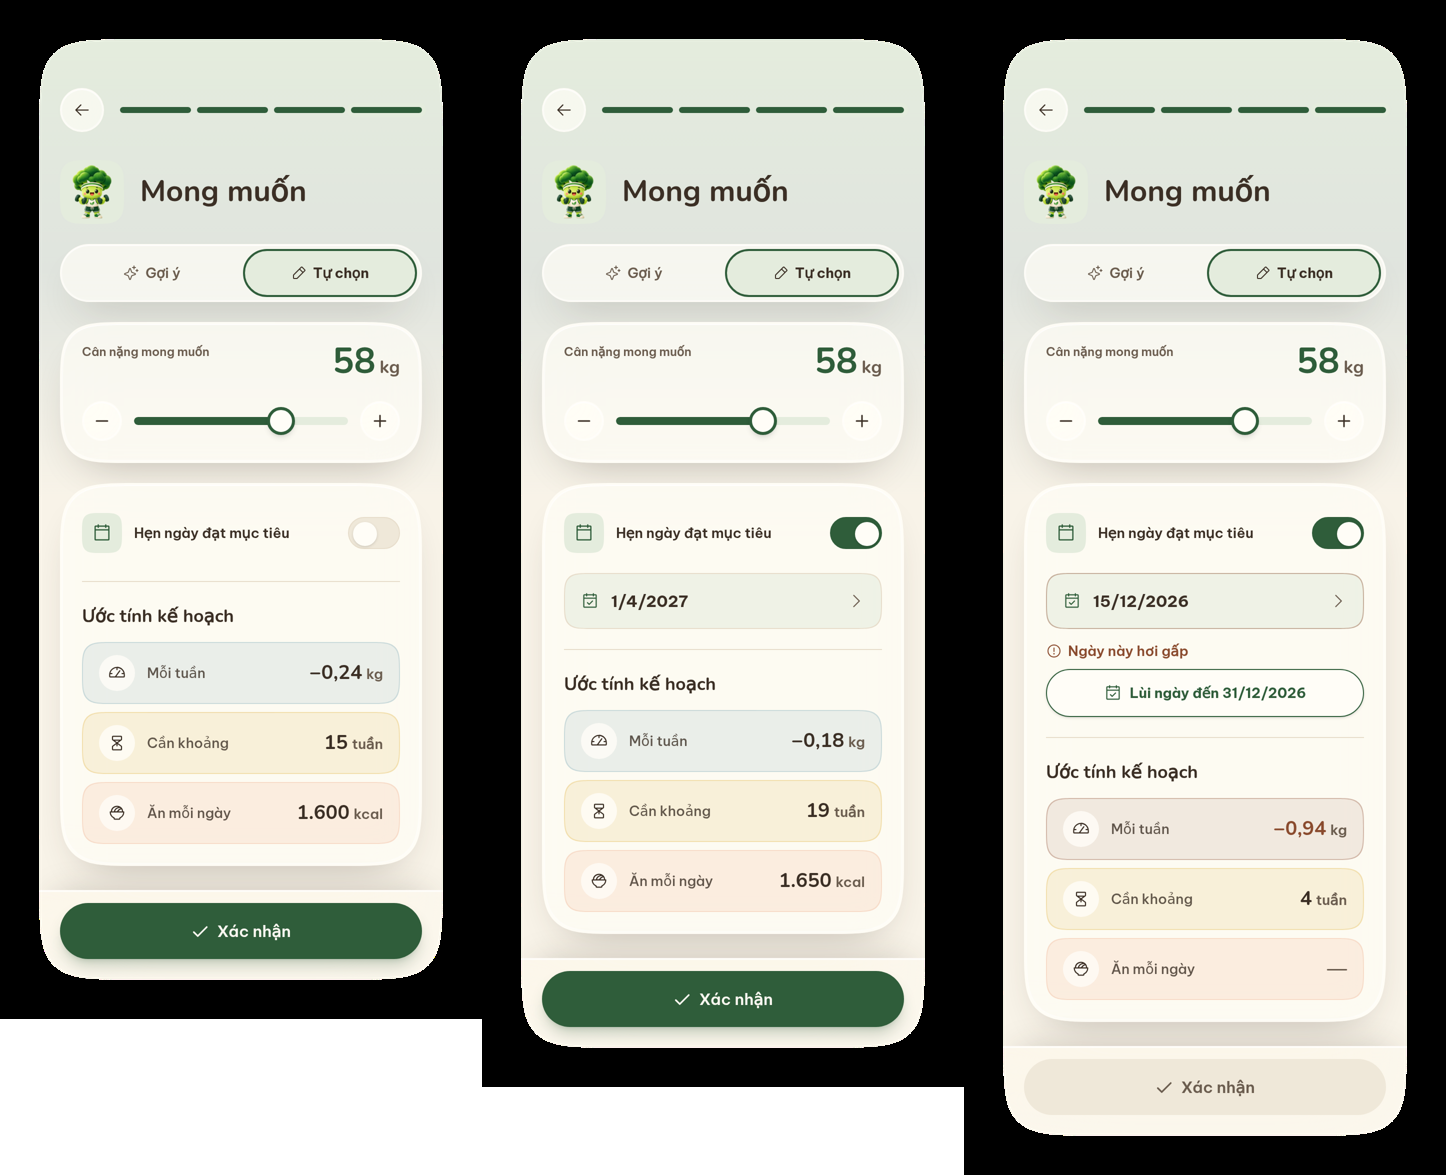 Mong muốn
Gợi ý
Tự chọn
Cân nặng mong muốn
58 kg
Hẹn ngày đạt mục tiêu
Ước tính kế hoạch
Mỗi tuần
−0,24 kg
Cần khoảng
15 tuần
Ăn mỗi ngày
1.600 kcal
Xác nhận
Mong muốn
Gợi ý
Tự chọn
Cân nặng mong muốn
58 kg
Hẹn ngày đạt mục tiêu
1/4/2027
Ước tính kế hoạch
Mỗi tuần
−0,18 kg
Cần khoảng
19 tuần
Ăn mỗi ngày
1.650 kcal
Xác nhận
Mong muốn
Gợi ý
Tự chọn
Cân nặng mong muốn
58 kg
Hẹn ngày đạt mục tiêu
15/12/2026
Ngày này hơi gấp
Lùi ngày đến 31/12/2026
Ước tính kế hoạch
Mỗi tuần
−0,94 kg
Cần khoảng
4 tuần
Ăn mỗi ngày
—
Xác nhận